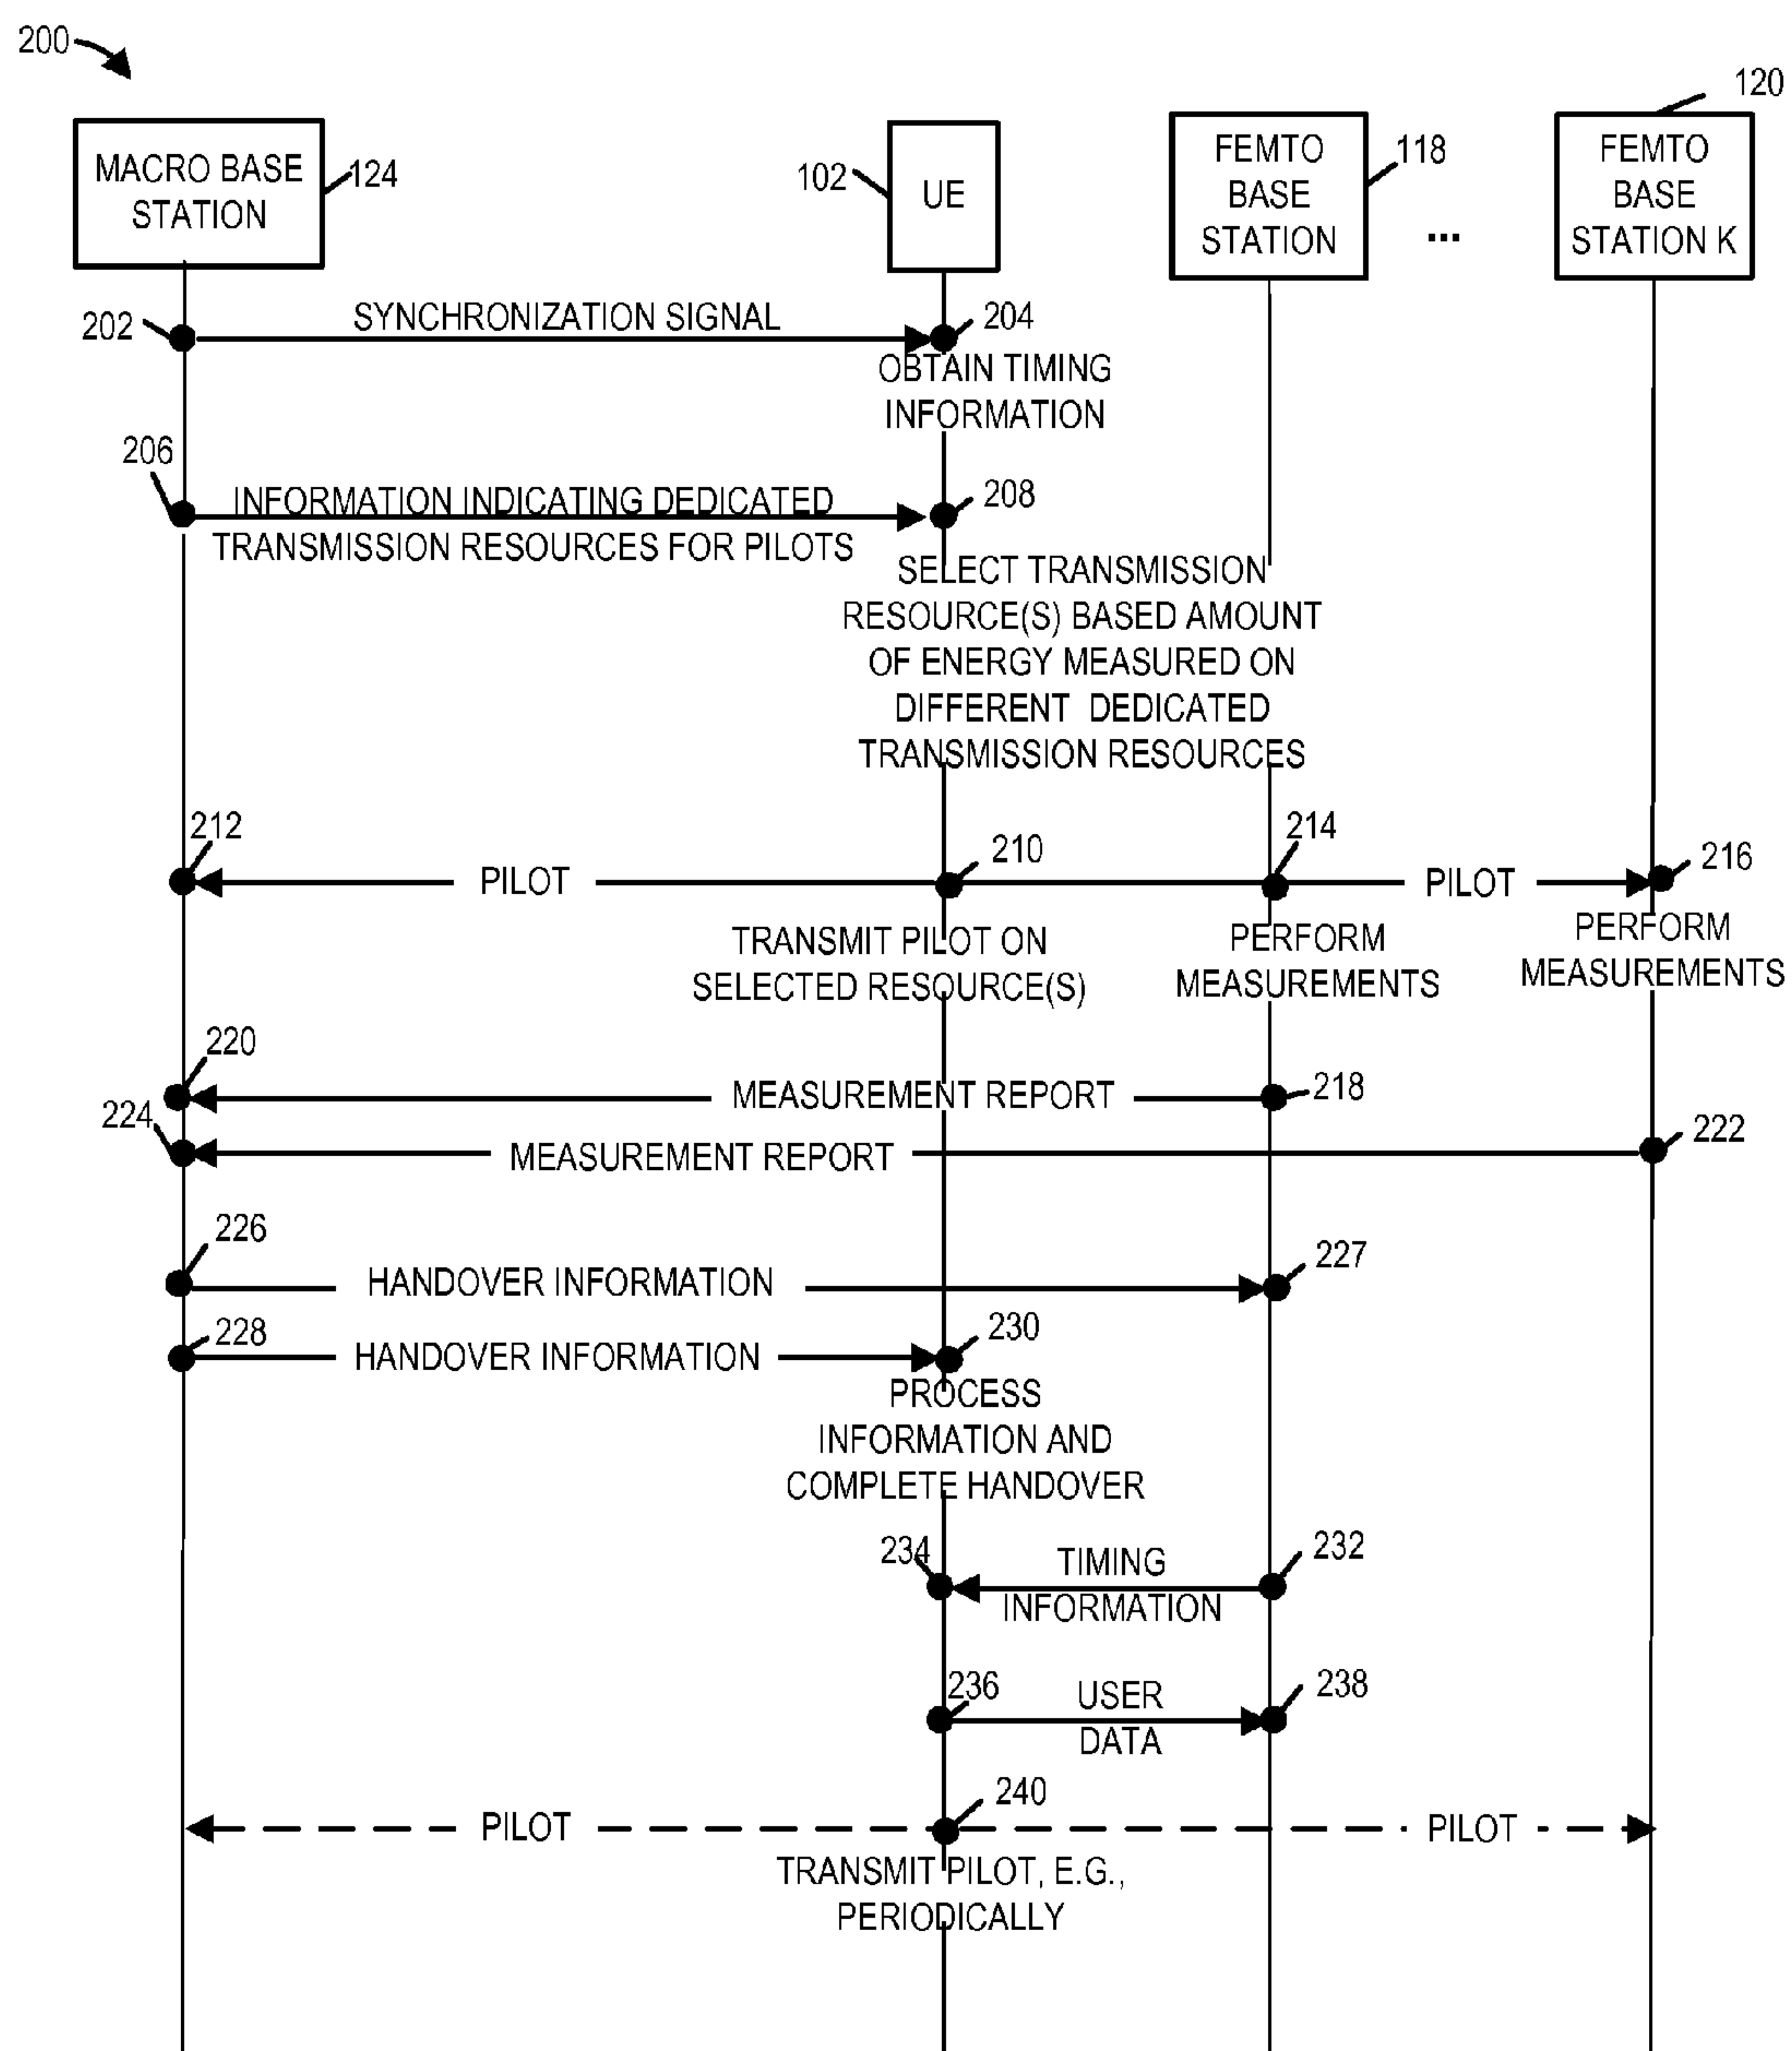 200
120
MACRO BASE
STATION
124
102
UE
FEMTO
BASE
STATION
118
...
FEMTO
BASE
STATION K
202
SYNCHRONIZATION SIGNAL
204
OBTAIN TIMING
INFORMATION
206
INFORMATION INDICATING DEDICATED
TRANSMISSION RESOURCES FOR PILOTS
208
SELECT TRANSMISSION
RESOURCE(S) BASED AMOUNT
OF ENERGY MEASURED ON
DIFFERENT DEDICATED
TRANSMISSION RESOURCES
212
PILOT
210
214
PILOT
216
TRANSMIT PILOT ON
SELECTED RESOURCE(S)
PERFORM
MEASUREMENTS
PERFORM
MEASUREMENTS
220
MEASUREMENT REPORT
218
224
MEASUREMENT REPORT
222
226
HANDOVER INFORMATION
227
228
HANDOVER INFORMATION
230
PROCESS
INFORMATION AND
COMPLETE HANDOVER
234
TIMING
INFORMATION
232
236
USER
DATA
238
PILOT
240
PILOT
TRANSMIT PILOT, E.G.,
PERIODICALLY